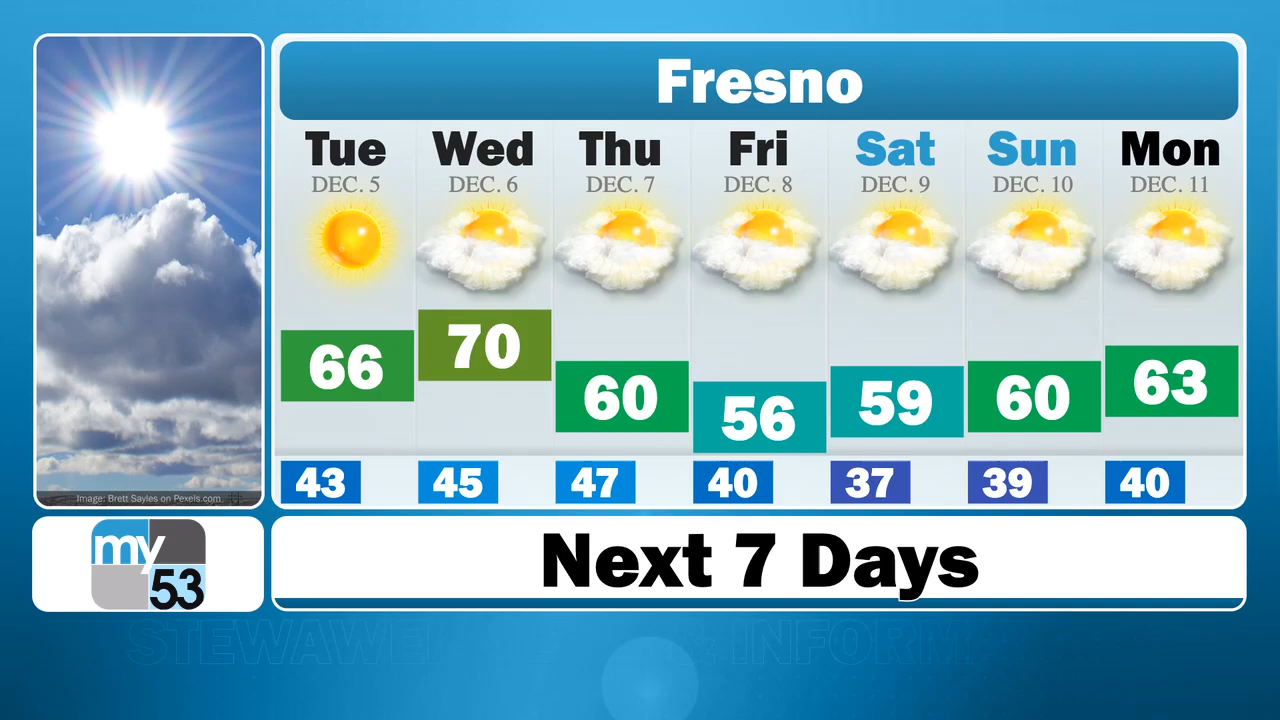 Fresno
Tue Wed Thu Fri Sat Sun Mon
DEC. 5 DEC. 6 DEC. 7 DEC. 8 DEC. 9 DEC. 10 DEC. 11
66 70 60 56 59 60 63
43 45 47 40 37 39 40
Image: Brett Sayles on Pexels.com
my
53
Next 7 Days